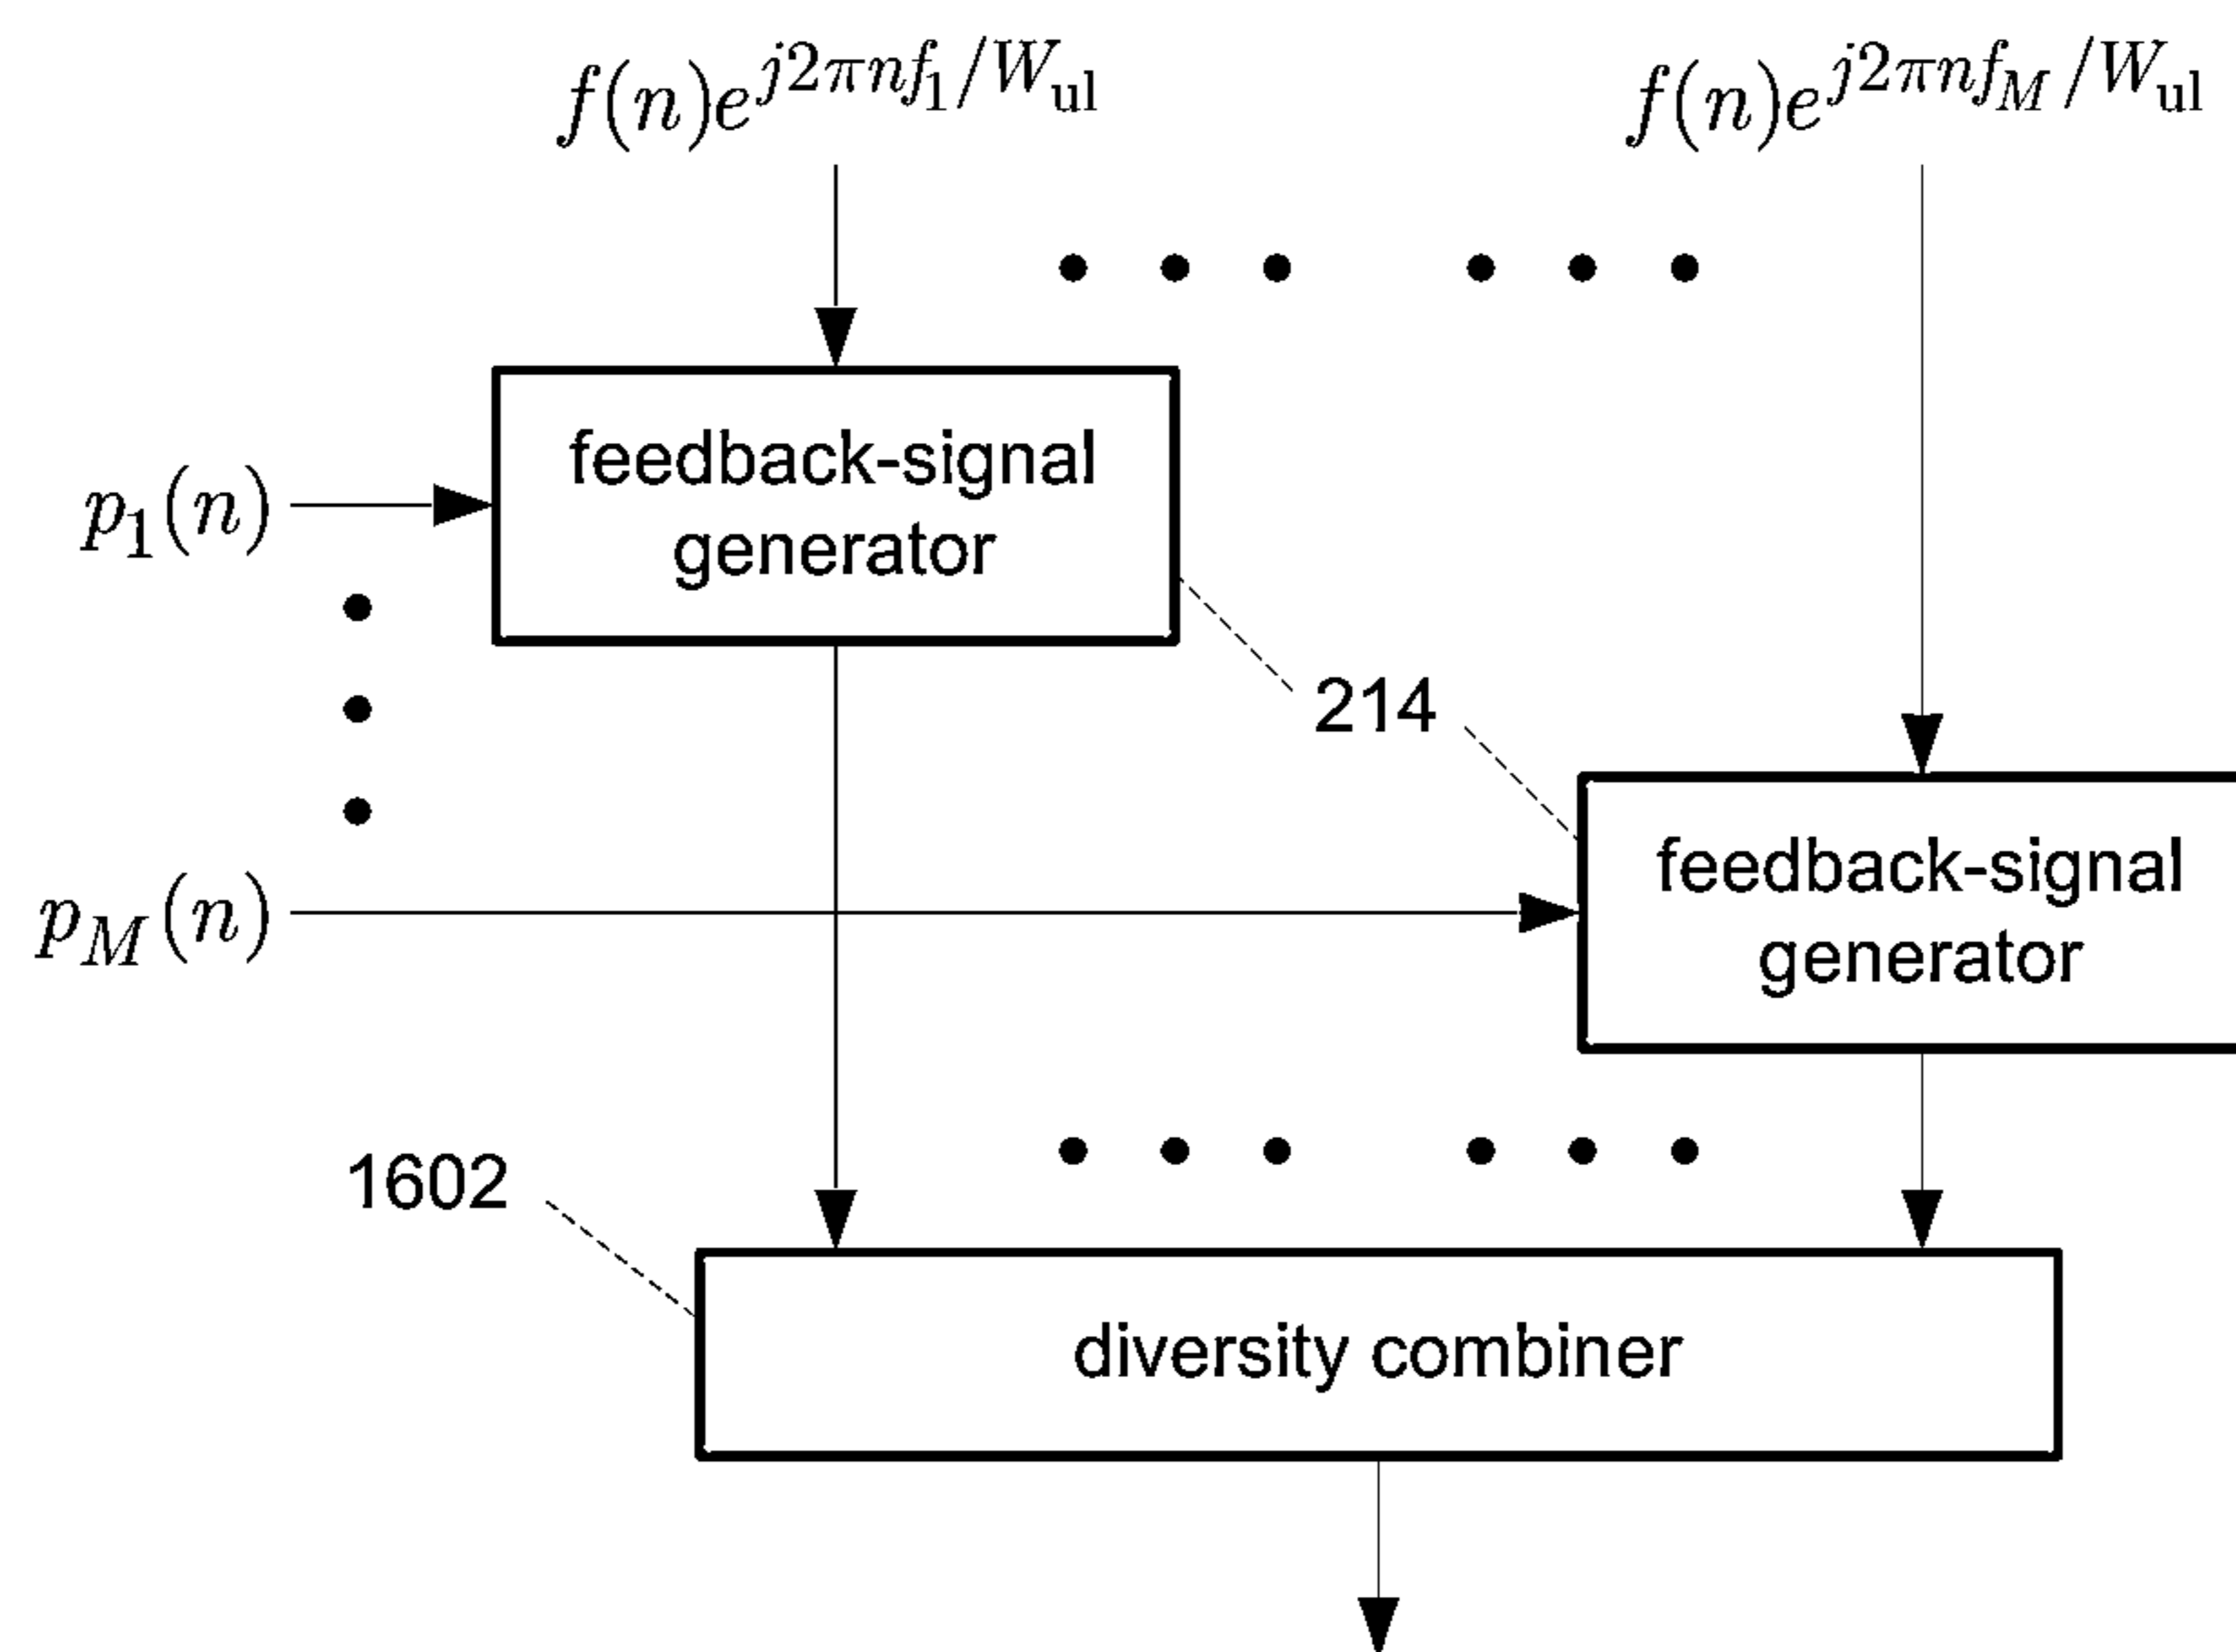 f(n)e^{j2πnf_1/W_ul}
f(n)e^{j2πnf_M/W_ul}
feedback-signal
generator
p_1(n)
214
feedback-signal
generator
p_M(n)
1602
diversity combiner